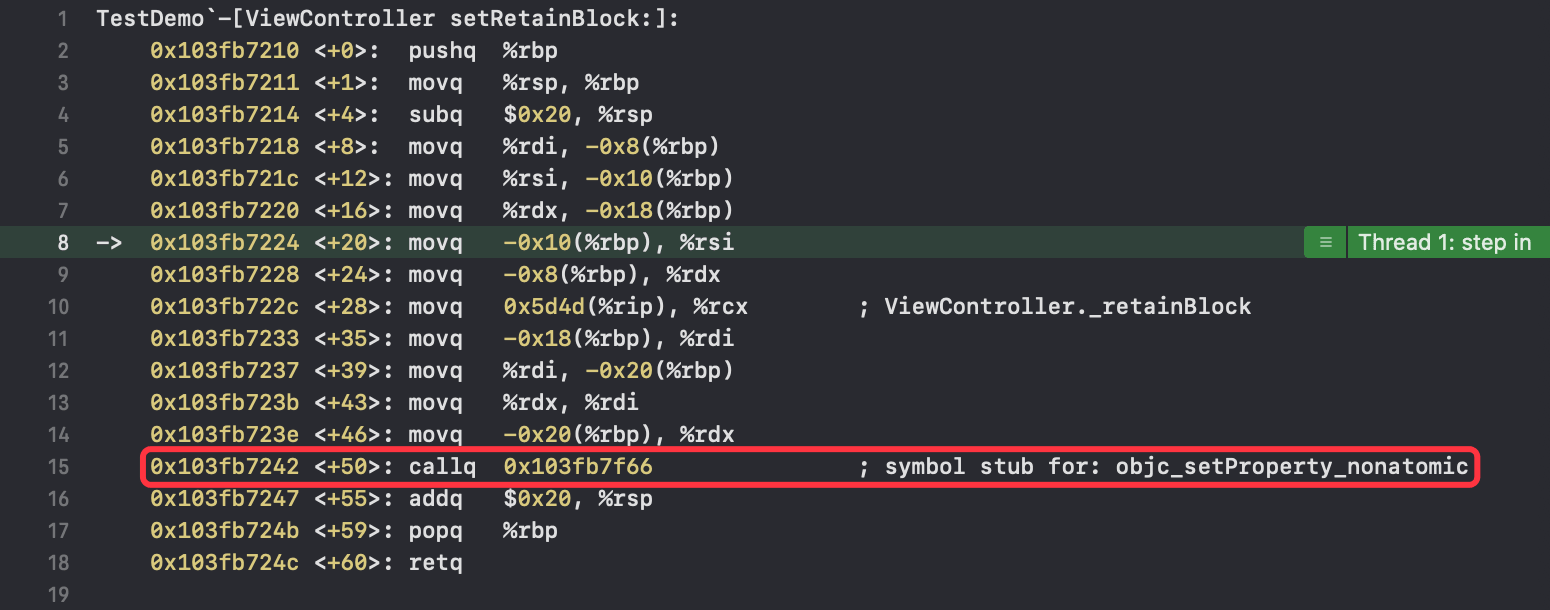 1 TestDemo`-[ViewController setRetainBlock:]:
2 0x103fb7210 <+0>: pushq %rbp
3 0x103fb7211 <+1>: movq %rsp, %rbp
4 0x103fb7214 <+4>: subq $0x20, %rsp
5 0x103fb7218 <+8>: movq %rdi, -0x8(%rbp)
6 0x103fb721c <+12>: movq %rsi, -0x10(%rbp)
7 0x103fb7220 <+16>: movq %rdx, -0x18(%rbp)
8 -> 0x103fb7224 <+20>: movq -0x10(%rbp), %rsi ≡ Thread 1: step in
9 0x103fb7228 <+24>: movq -0x8(%rbp), %rdx
10 0x103fb722c <+28>: movq 0x5d4d(%rip), %rcx ; ViewController._retainBlock
11 0x103fb7233 <+35>: movq -0x18(%rbp), %rdi
12 0x103fb7237 <+39>: movq %rdi, -0x20(%rbp)
13 0x103fb723b <+43>: movq %rdx, %rdi
14 0x103fb723e <+46>: movq -0x20(%rbp), %rdx
15 0x103fb7242 <+50>: callq 0x103fb7f66 ; symbol stub for: objc_setProperty_nonatomic
16 0x103fb7247 <+55>: addq $0x20, %rsp
17 0x103fb724b <+59>: popq %rbp
18 0x103fb724c <+60>: retq
19